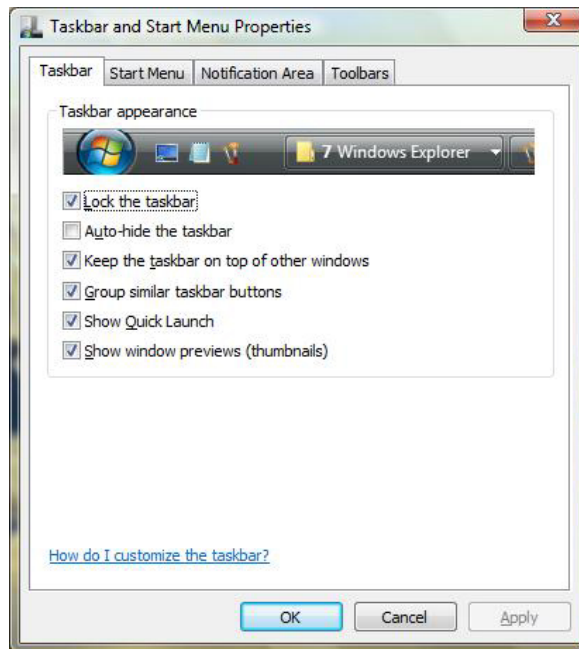 Taskbar and Start Menu Properties
Taskbar Start Menu Notification Area Toolbars
Taskbar appearance
7 Windows Explorer
Lock the taskbar
Auto-hide the taskbar
Keep the taskbar on top of other windows
Group similar taskbar buttons
Show Quick Launch
Show window previews (thumbnails)
How do I customize the taskbar?
OK Cancel Apply